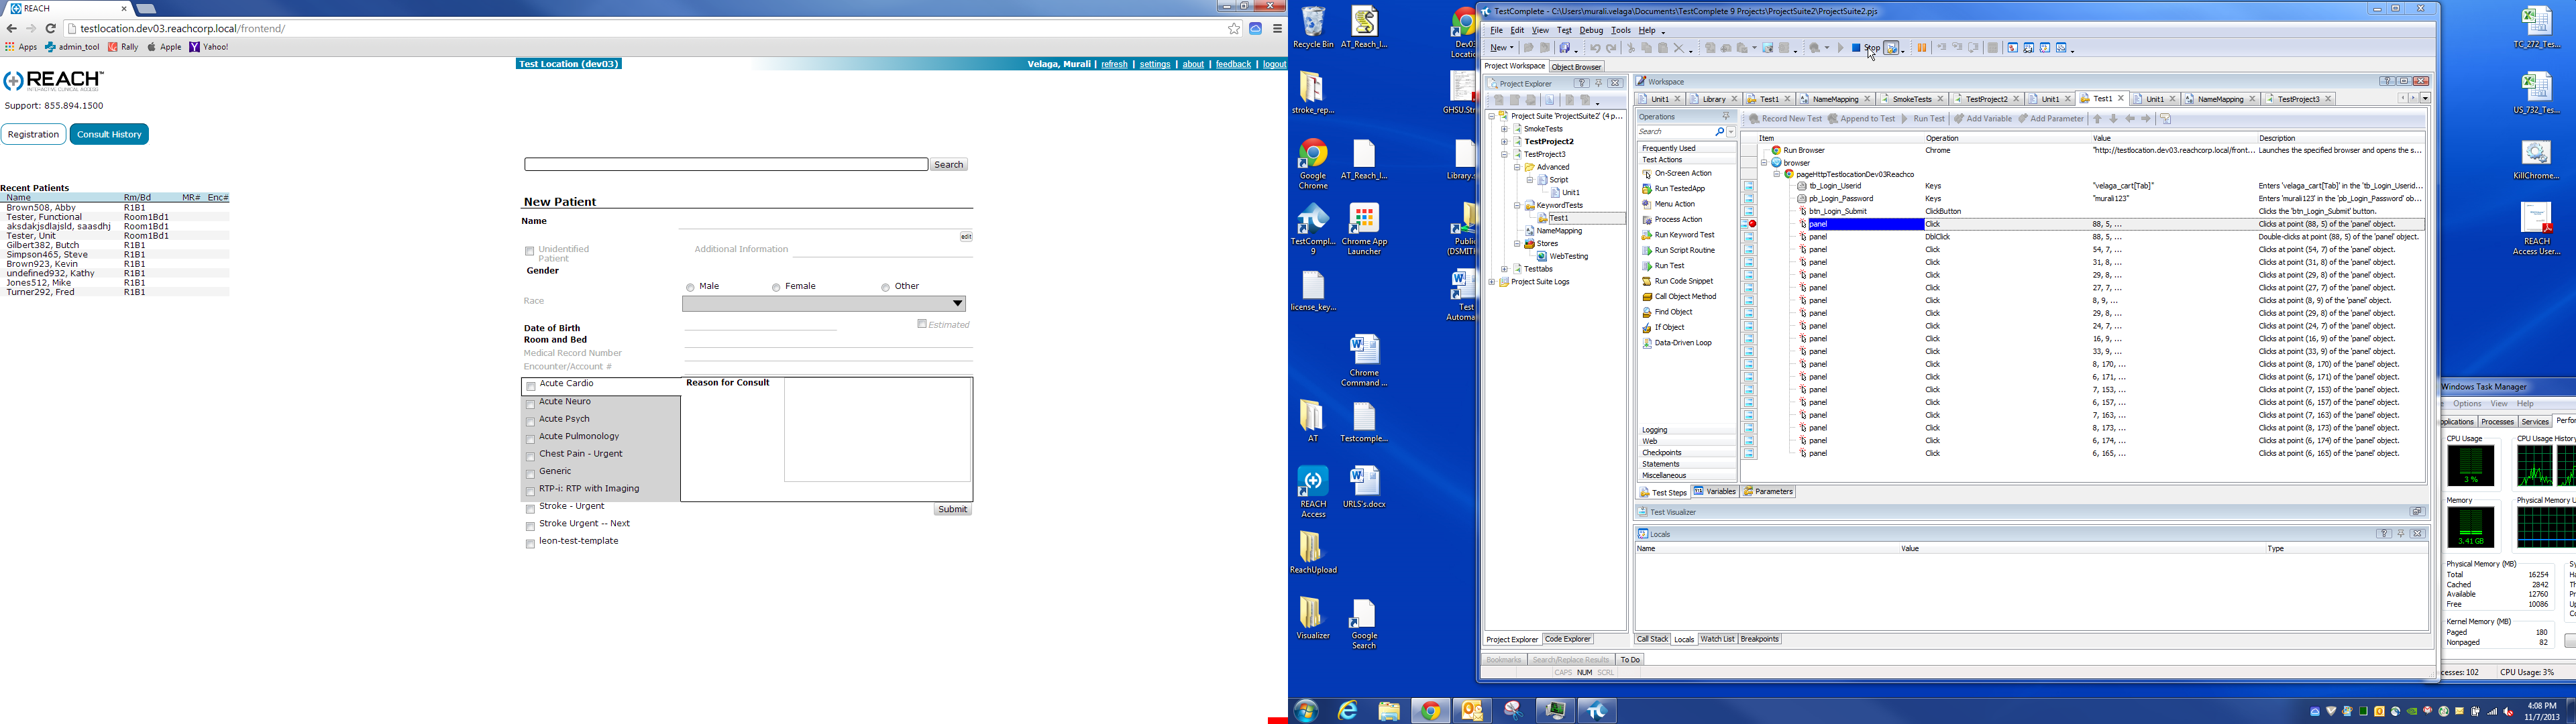 REACH
testlocation.dev03.reachcorp.local/frontend/
Apps admin_tool Rally Apple Yahoo!
REACH™
INTERACTIVE CLINICAL ACCESS
Support: 855.894.1500
Test Location (dev03)
Velaga, Murali | refresh | settings | about | feedback | logout
Registration Consult History
Search
Recent Patients
Name Rm/Bd MR# Enc#
Brown508, Abby R1B1
Tester, Functional Room1Bd1
aksdakjsdlajsld, saasdhj Room1Bd1
Tester, Unit Room1Bd1
Gilbert382, Butch R1B1
Simpson465, Steve R1B1
Brown923, Kevin R1B1
undefined932, Kathy R1B1
Jones512, Mike R1B1
Turner292, Fred R1B1
New Patient
Name
edit
Unidentified Patient Additional Information
Gender
Male Female Other
Race
Date of Birth Estimated
Room and Bed
Medical Record Number
Encounter/Account #
Acute Cardio
Acute Neuro
Acute Psych
Acute Pulmonology
Chest Pain - Urgent
Generic
RTP-i: RTP with Imaging
Stroke - Urgent
Stroke Urgent -- Next
leon-test-template
Reason for Consult
Submit
Recycle Bin
AT_Reach_I...
stroke_rep...
Google Chrome
AT_Reach_I...
TestCompl... 9
Chrome App Launcher
license_key...
Chrome Command ...
AT
Testcomple...
REACH Access
URLS's.docx
ReachUpload
Visualizer
Google Search
Dev03
Locatio
GHSU.Str
Library.s
Public
(DSMITH
Test
Automa
TestComplete - C:\Users\murali.velaga\Documents\TestComplete 9 Projects\ProjectSuite2\ProjectSuite2.pjs
File Edit View Test Debug Tools Help
New Stop
Project Workspace Object Browser
Project Explorer
Project Suite 'ProjectSuite2' (4 p...
SmokeTests
TestProject2
TestProject3
Advanced
Script
Unit1
KeywordTests
Test1
NameMapping
Stores
WebTesting
Testtabs
Project Suite Logs
Project Explorer Code Explorer
Workspace
Unit1 Library Test1 NameMapping SmokeTests TestProject2 Unit1 Test1 Unit1 NameMapping TestProject3
Operations
Search
Frequently Used
Test Actions
On-Screen Action
Run TestedApp
Menu Action
Process Action
Run Keyword Test
Run Script Routine
Run Test
Run Code Snippet
Call Object Method
Find Object
If Object
Data-Driven Loop
Logging
Web
Checkpoints
Statements
Miscellaneous
Record New Test Append to Test Run Test Add Variable Add Parameter
Item Operation Value Description
Run Browser Chrome "http://testlocation.dev03.reachcorp.local/front... Launches the specified browser and opens the s...
browser
pageHttpTestlocationDev03Reachco
tb_Login_Userid Keys "velaga_cart[Tab]" Enters 'velaga_cart[Tab]' in the 'tb_Login_Userid...
pb_Login_Password Keys "murali123" Enters 'murali123' in the 'pb_Login_Password' ob...
btn_Login_Submit ClickButton Clicks the 'btn_Login_Submit' button.
panel Click 88, 5, ... Clicks at point (88, 5) of the 'panel' object.
panel DblClick 88, 5, ... Double-clicks at point (88, 5) of the 'panel' object.
panel Click 54, 7, ... Clicks at point (54, 7) of the 'panel' object.
panel Click 31, 8, ... Clicks at point (31, 8) of the 'panel' object.
panel Click 29, 8, ... Clicks at point (29, 8) of the 'panel' object.
panel Click 27, 7, ... Clicks at point (27, 7) of the 'panel' object.
panel Click 8, 9, ... Clicks at point (8, 9) of the 'panel' object.
panel Click 29, 8, ... Clicks at point (29, 8) of the 'panel' object.
panel Click 24, 7, ... Clicks at point (24, 7) of the 'panel' object.
panel Click 16, 9, ... Clicks at point (16, 9) of the 'panel' object.
panel Click 33, 9, ... Clicks at point (33, 9) of the 'panel' object.
panel Click 8, 170, ... Clicks at point (8, 170) of the 'panel' object.
panel Click 6, 171, ... Clicks at point (6, 171) of the 'panel' object.
panel Click 7, 153, ... Clicks at point (7, 153) of the 'panel' object.
panel Click 6, 157, ... Clicks at point (6, 157) of the 'panel' object.
panel Click 7, 163, ... Clicks at point (7, 163) of the 'panel' object.
panel Click 8, 173, ... Clicks at point (8, 173) of the 'panel' object.
panel Click 6, 174, ... Clicks at point (6, 174) of the 'panel' object.
panel Click 6, 165, ... Clicks at point (6, 165) of the 'panel' object.
Test Steps Variables Parameters
Test Visualizer
Locals
Name Value Type
Call Stack Locals Watch List Breakpoints
Bookmarks Search/Replace Results To Do
CAPS NUM SCRL
TC_272_Tes...
US_732_Tes...
KillChrome...
REACH Access User...
Windows Task Manager
Options View Help
pplications Processes Services Perfor
CPU Usage CPU Usage History
3 %
Memory Physical Memory U
3.41 GB
Physical Memory (MB)
Total 16254
Cached 2842
Available 12760
Free 10086
Kernel Memory (MB)
Paged 180
Nonpaged 82
cesses: 102 CPU Usage: 3%
4:08 PM
11/7/2013